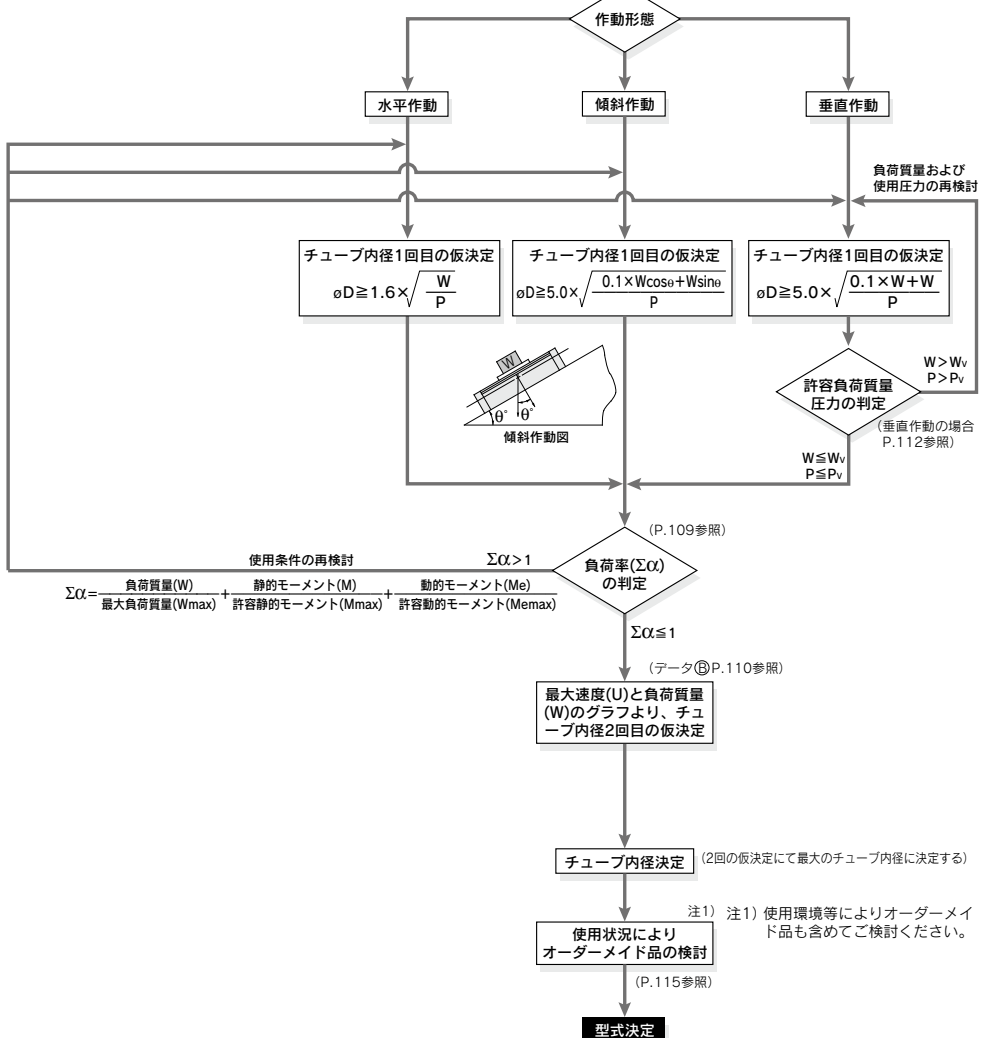 作動形態
水平作動
傾斜作動
垂直作動
負荷質量および
使用圧力の再検討
チューブ内径1回目の仮決定
øD≧1.6×√W/P
チューブ内径1回目の仮決定
øD≧5.0×√0.1×Wcosθ+Wsinθ/P
チューブ内径1回目の仮決定
øD≧5.0×√0.1×W+W/P
W
θ°
θ°
傾斜作動図
許容負荷質量
圧力の判定
W>Wv
P>Pv
(垂直作動の場合
P.112参照)
W≦Wv
P≦Pv
(P.109参照)
負荷率(Σα)
の判定
使用条件の再検討
Σα>1
Σα=負荷質量(W)/最大負荷質量(Wmax)+静的モーメント(M)/許容静的モーメント(Mmax)+動的モーメント(Me)/許容動的モーメント(Memax)
Σα≦1
(データⒷP.110参照)
最大速度(U)と負荷質量
(W)のグラフより、チュ
ーブ内径2回目の仮決定
チューブ内径決定
(2回の仮決定にて最大のチューブ内径に決定する)
注1)
使用状況により
オーダーメイド品の検討
注1) 使用環境等によりオーダーメイ
ド品も含めてご検討ください。
(P.115参照)
型式決定